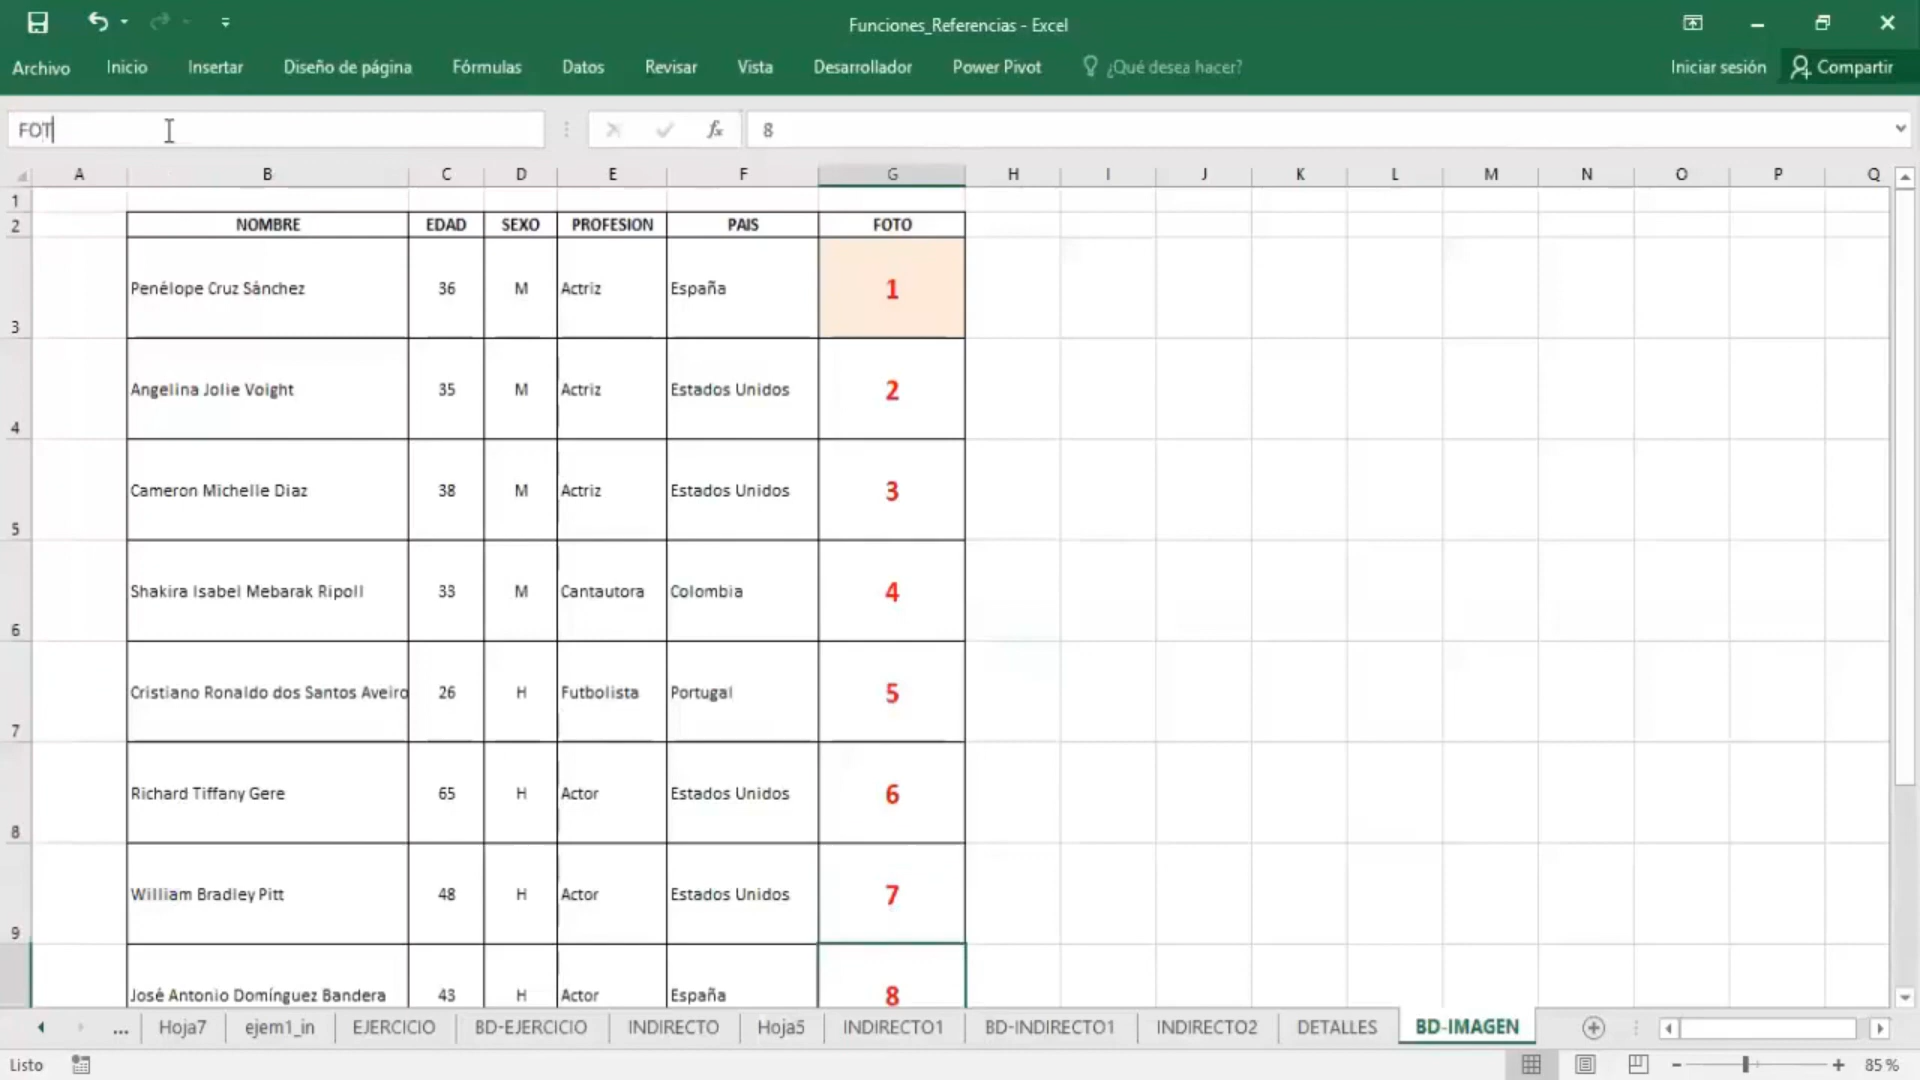 Funciones_Referencias - Excel
Archivo Inicio Insertar Diseño de página Fórmulas Datos Revisar Vista Desarrollador Power Pivot ¿Qué desea hacer? Iniciar sesión Compartir
FOT fx 8
A B C D E F G H I J K L M N O P Q
1
2 NOMBRE EDAD SEXO PROFESION PAIS FOTO
3 Penélope Cruz Sánchez 36 M Actriz España 1
4 Angelina Jolie Voight 35 M Actriz Estados Unidos 2
5 Cameron Michelle Diaz 38 M Actriz Estados Unidos 3
6 Shakira Isabel Mebarak Ripoll 33 M Cantautora Colombia 4
7 Cristiano Ronaldo dos Santos Aveiro 26 H Futbolista Portugal 5
8 Richard Tiffany Gere 65 H Actor Estados Unidos 6
9 William Bradley Pitt 48 H Actor Estados Unidos 7
José Antonio Domínguez Bandera 43 H Actor España 8
... Hoja7 ejem1_in EJERCICIO BD-EJERCICIO INDIRECTO Hoja5 INDIRECTO1 BD-INDIRECTO1 INDIRECTO2 DETALLES BD-IMAGEN
Listo 85 %